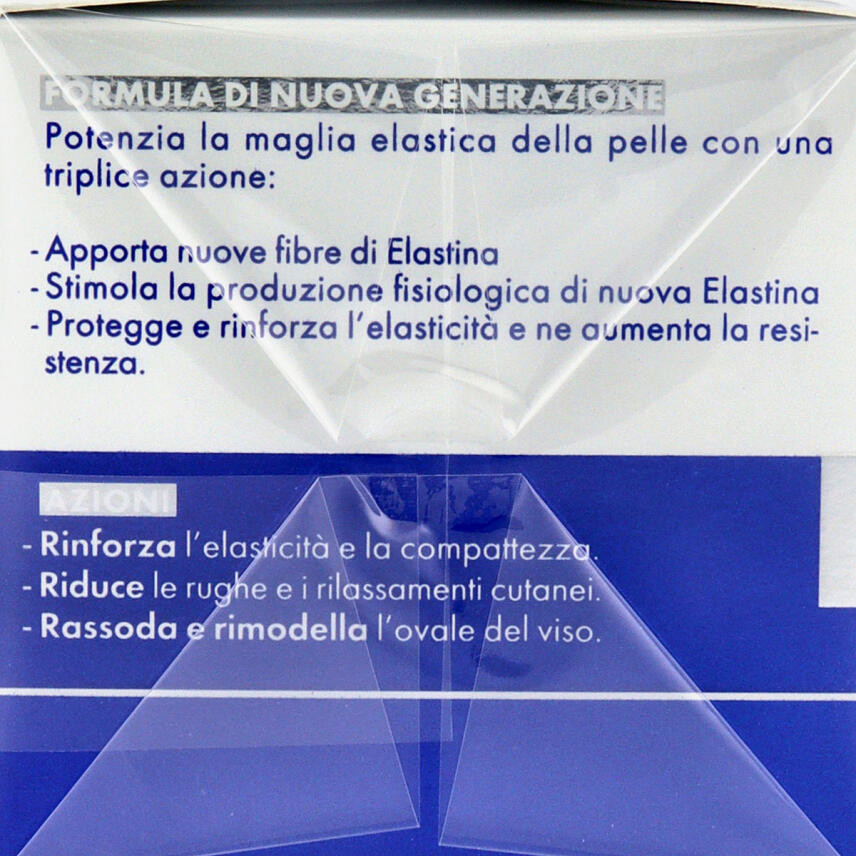 FORMULA DI NUOVA GENERAZIONE
Potenzia la maglia elastica della pelle con una
triplice azione:
- Apporta nuove fibre di Elastina
- Stimola la produzione fisiologica di nuova Elastina
- Protegge e rinforza l'elasticità e ne aumenta la resi-
stenza.
AZIONI
- Rinforza l'elasticità e la compattezza.
- Riduce le rughe e i rilassamenti cutanei.
- Rassoda e rimodella l'ovale del viso.